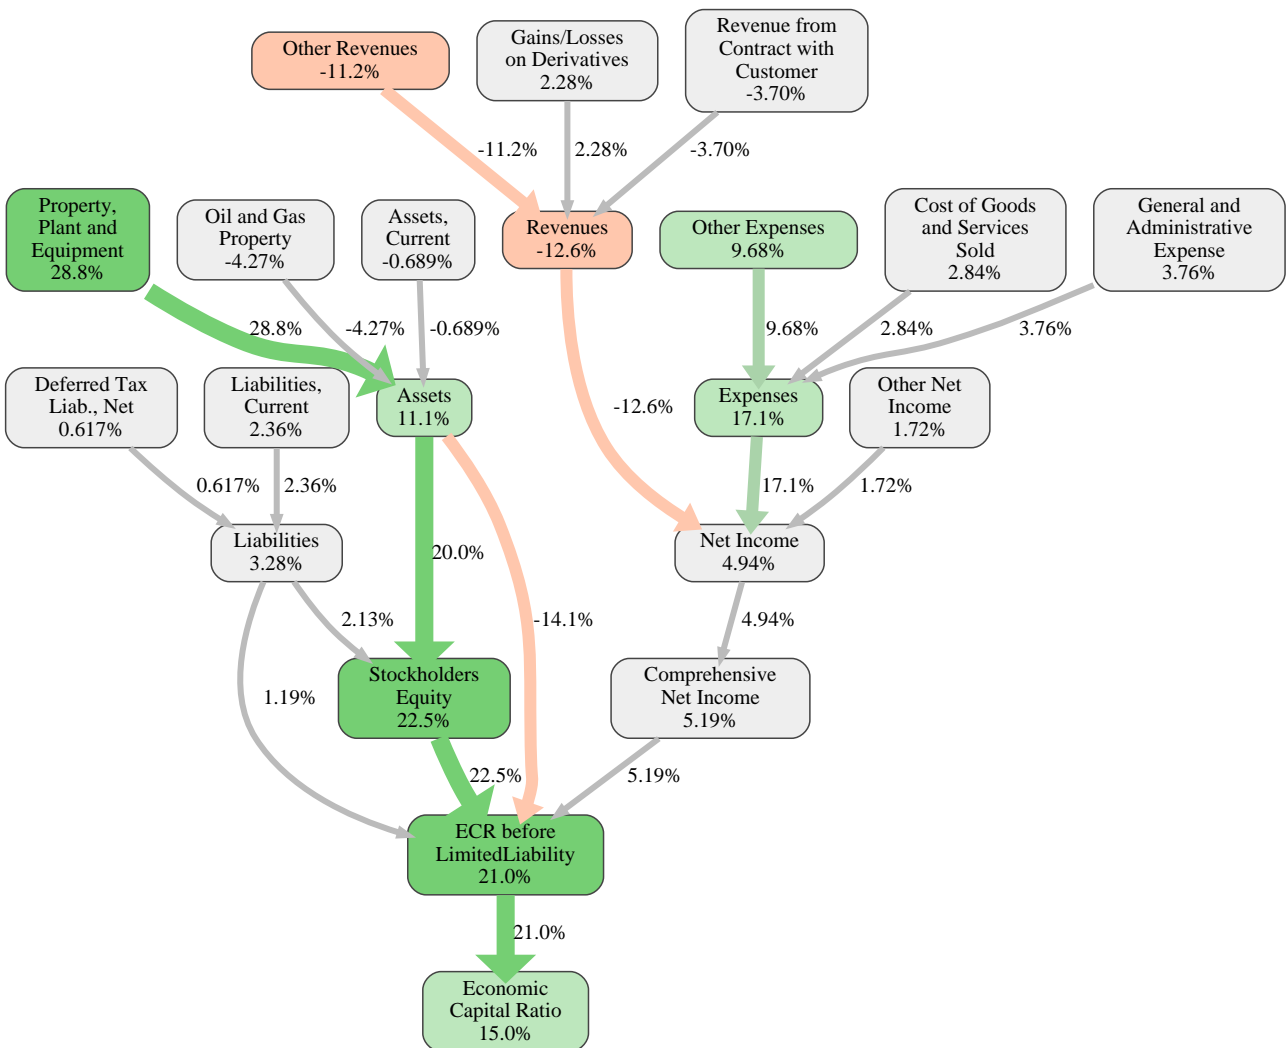 Other Revenues
-11.2%
Gains/Losses
on Derivatives
2.28%
Revenue from
Contract with
Customer
-3.70%
-11.2%
2.28%
-3.70%
Property,
Plant and
Equipment
28.8%
Oil and Gas
Property
-4.27%
Assets,
Current
-0.689%
Revenues
-12.6%
Other Expenses
9.68%
Cost of Goods
and Services
Sold
2.84%
General and
Administrative
Expense
3.76%
28.8%
-4.27%
-0.689%
9.68%
2.84%
3.76%
Deferred Tax
Liab., Net
0.617%
Liabilities,
Current
2.36%
Assets
11.1%
-12.6%
Expenses
17.1%
Other Net
Income
1.72%
0.617%
2.36%
17.1%
1.72%
Liabilities
3.28%
20.0%
Net Income
4.94%
2.13%
-14.1%
4.94%
1.19%
Stockholders
Equity
22.5%
Comprehensive
Net Income
5.19%
22.5%
5.19%
ECR before
LimitedLiability
21.0%
21.0%
Economic
Capital Ratio
15.0%